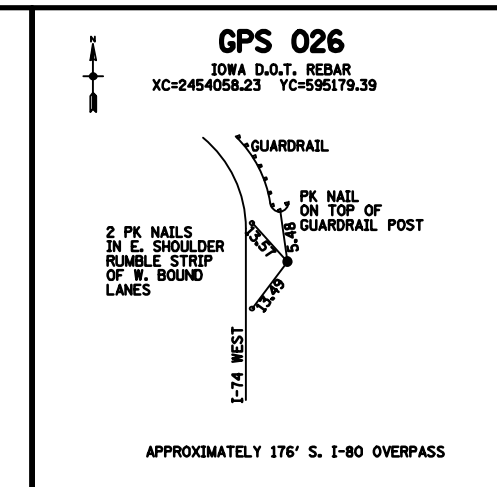 N
GPS 026
IOWA D.O.T. REBAR
XC=2454058.23 YC=595179.39
GUARDRAIL
PK NAIL
ON TOP OF
GUARDRAIL POST
2 PK NAILS
IN E. SHOULDER
RUMBLE STRIP
OF W. BOUND
LANES
13.57
5.48
13.49
I-74 WEST
APPROXIMATELY 176' S. I-80 OVERPASS